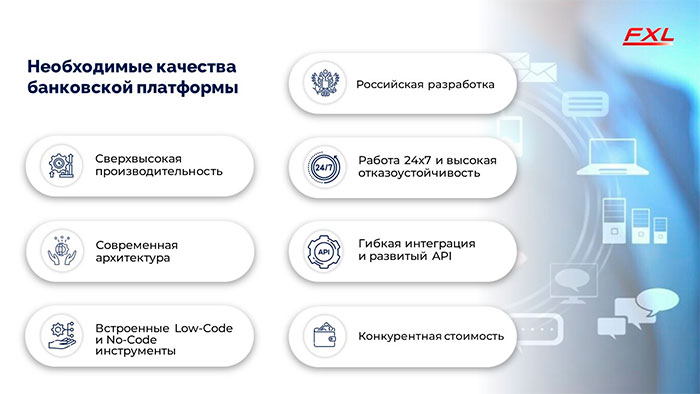 FXL
Необходимые качества
банковской платформы
Сверхвысокая
производительность
Современная
архитектура
Встроенные Low-Code
и No-Code
инструменты
Российская разработка
24/7
Работа 24x7 и высокая
отказоустойчивость
API
Гибкая интеграция
и развитый API
Конкурентная стоимость